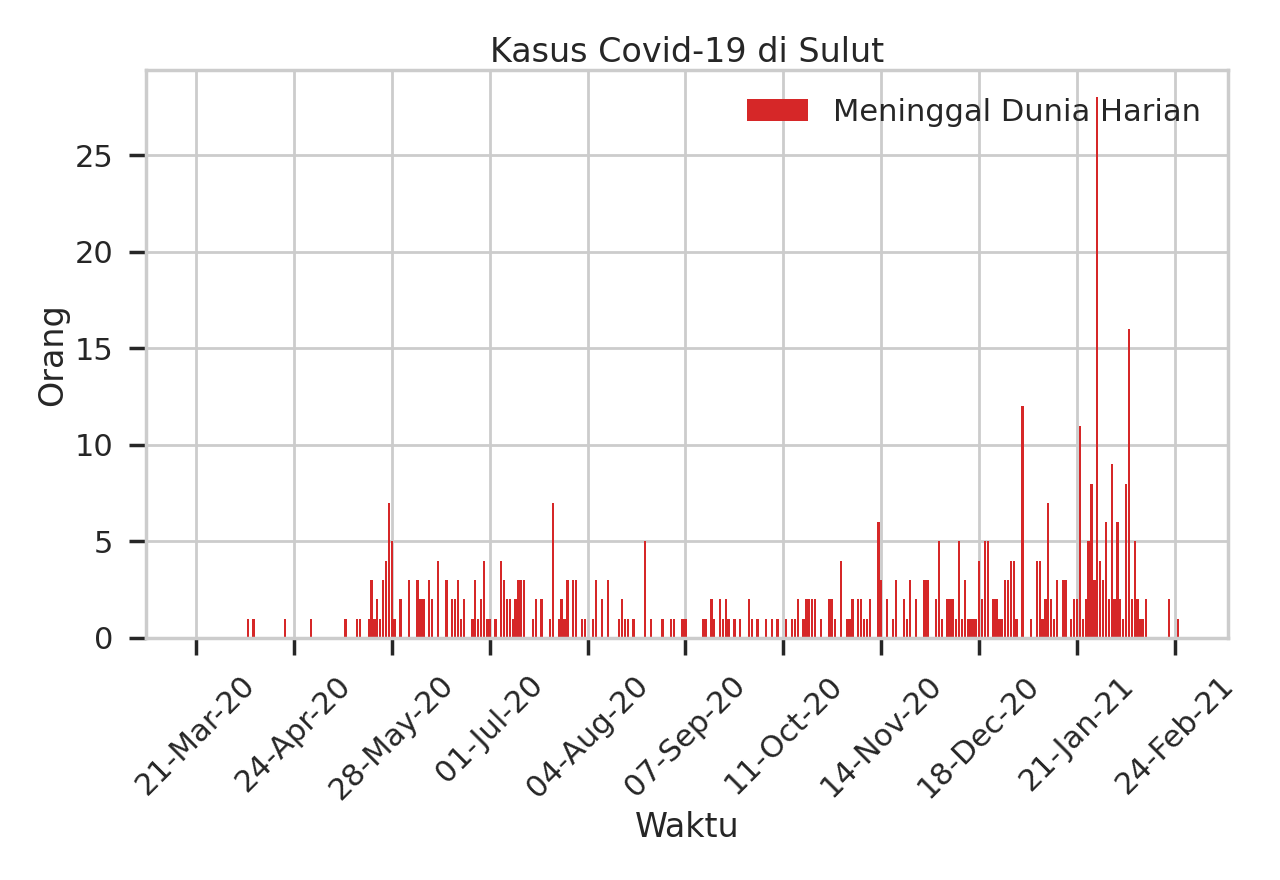 Kasus Covid-19 di Sulut
Meninggal Dunia Harian
Orang
25
20
15
10
5
0
21-Mar-20
24-Apr-20
28-May-20
01-Jul-20
04-Aug-20
07-Sep-20
11-Oct-20
14-Nov-20
18-Dec-20
21-Jan-21
24-Feb-21
Waktu